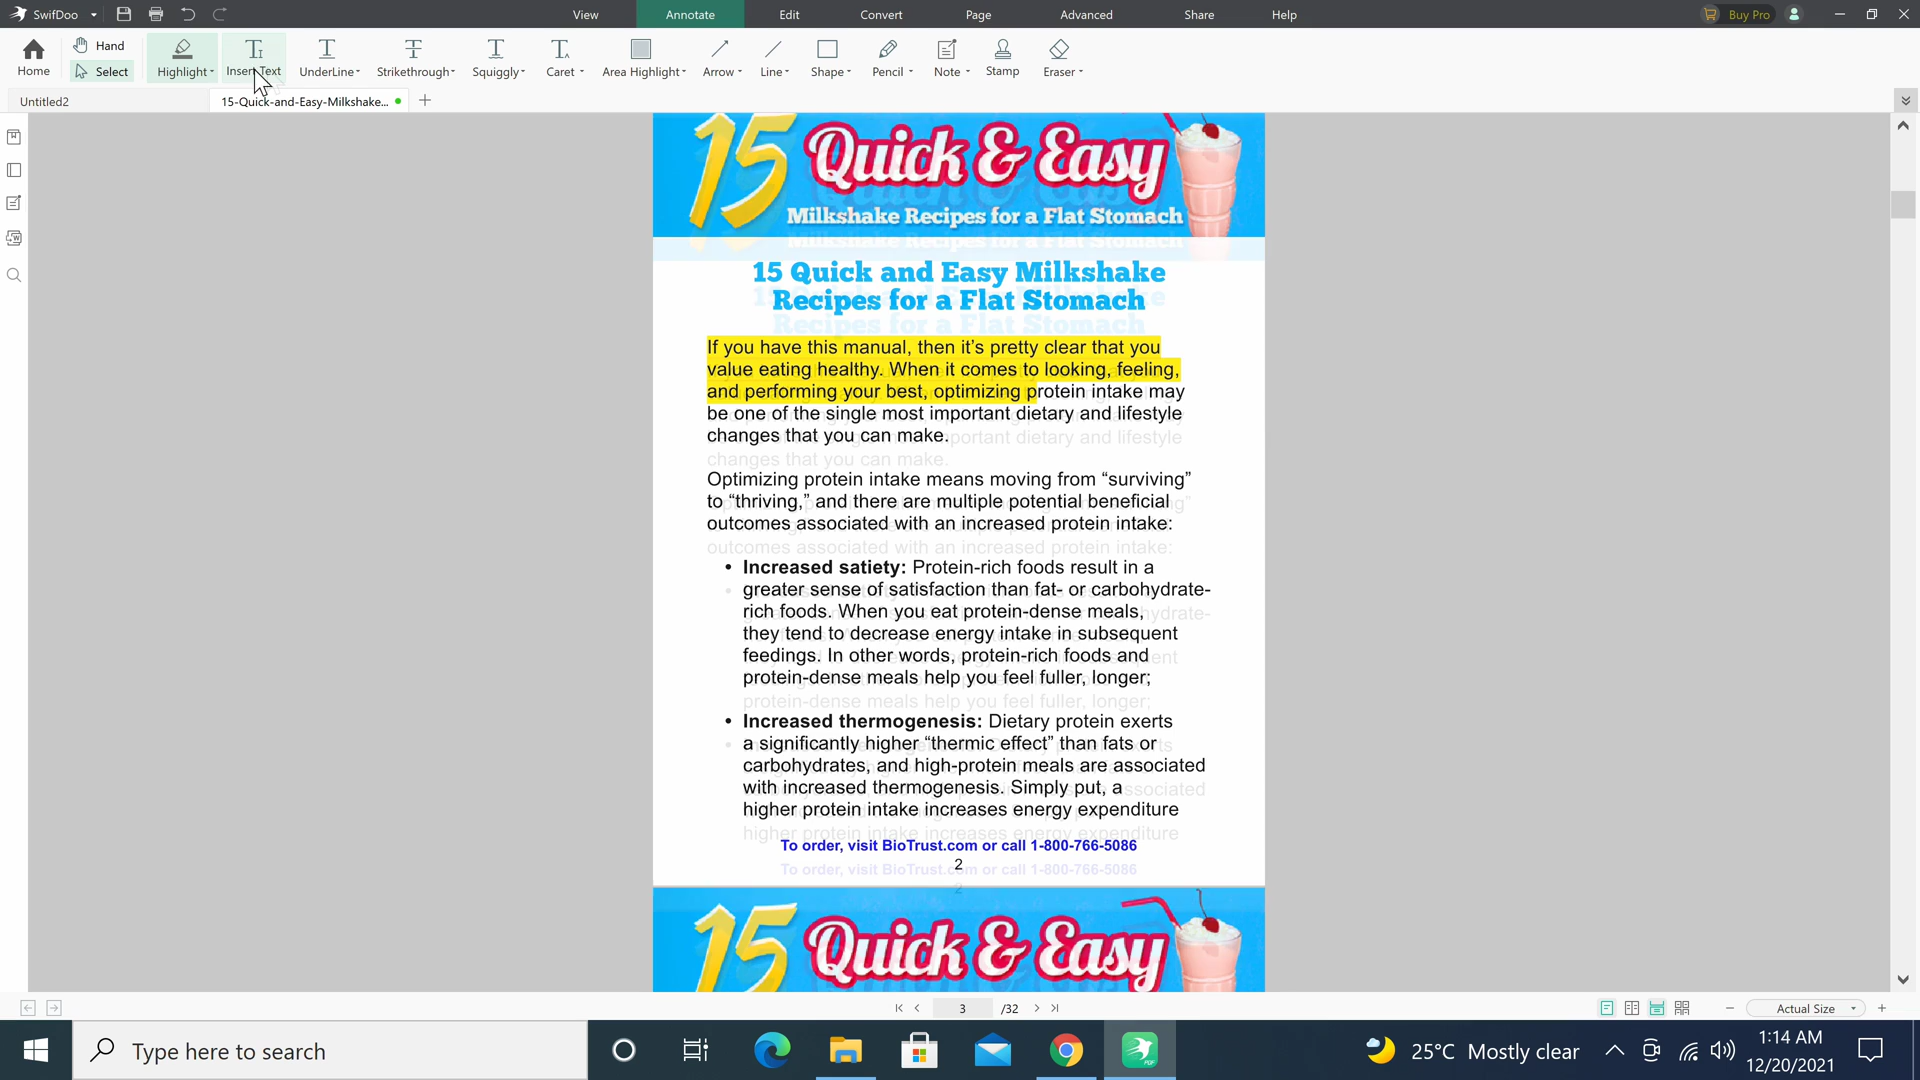 SwifDoo
View
Annotate
Edit
Convert
Page
Advanced
Share
Help
Buy Pro
Home
Hand
Select
Highlight
Insert Text
UnderLine
Strikethrough
Squiggly
Caret
Area Highlight
Arrow
Line
Shape
Pencil
Note
Stamp
Eraser
Untitled2
15-Quick-and-Easy-Milkshake...
15 Quick & Easy
Milkshake Recipes for a Flat Stomach
15 Quick and Easy Milkshake
Recipes for a Flat Stomach
If you have this manual, then it’s pretty clear that you
value eating healthy. When it comes to looking, feeling,
and performing your best, optimizing protein intake may
be one of the single most important dietary and lifestyle
changes that you can make.
Optimizing protein intake means moving from “surviving”
to “thriving,” and there are multiple potential beneficial
outcomes associated with an increased protein intake:
• Increased satiety: Protein-rich foods result in a
greater sense of satisfaction than fat- or carbohydrate-
rich foods. When you eat protein-dense meals,
they tend to decrease energy intake in subsequent
feedings. In other words, protein-rich foods and
protein-dense meals help you feel fuller, longer;
• Increased thermogenesis: Dietary protein exerts
a significantly higher “thermic effect” than fats or
carbohydrates, and high-protein meals are associated
with increased thermogenesis. Simply put, a
higher protein intake increases energy expenditure
To order, visit BioTrust.com or call 1-800-766-5086
2
15 Quick & Easy
3 /32
Actual Size
Type here to search
25°C Mostly clear
1:14 AM
12/20/2021